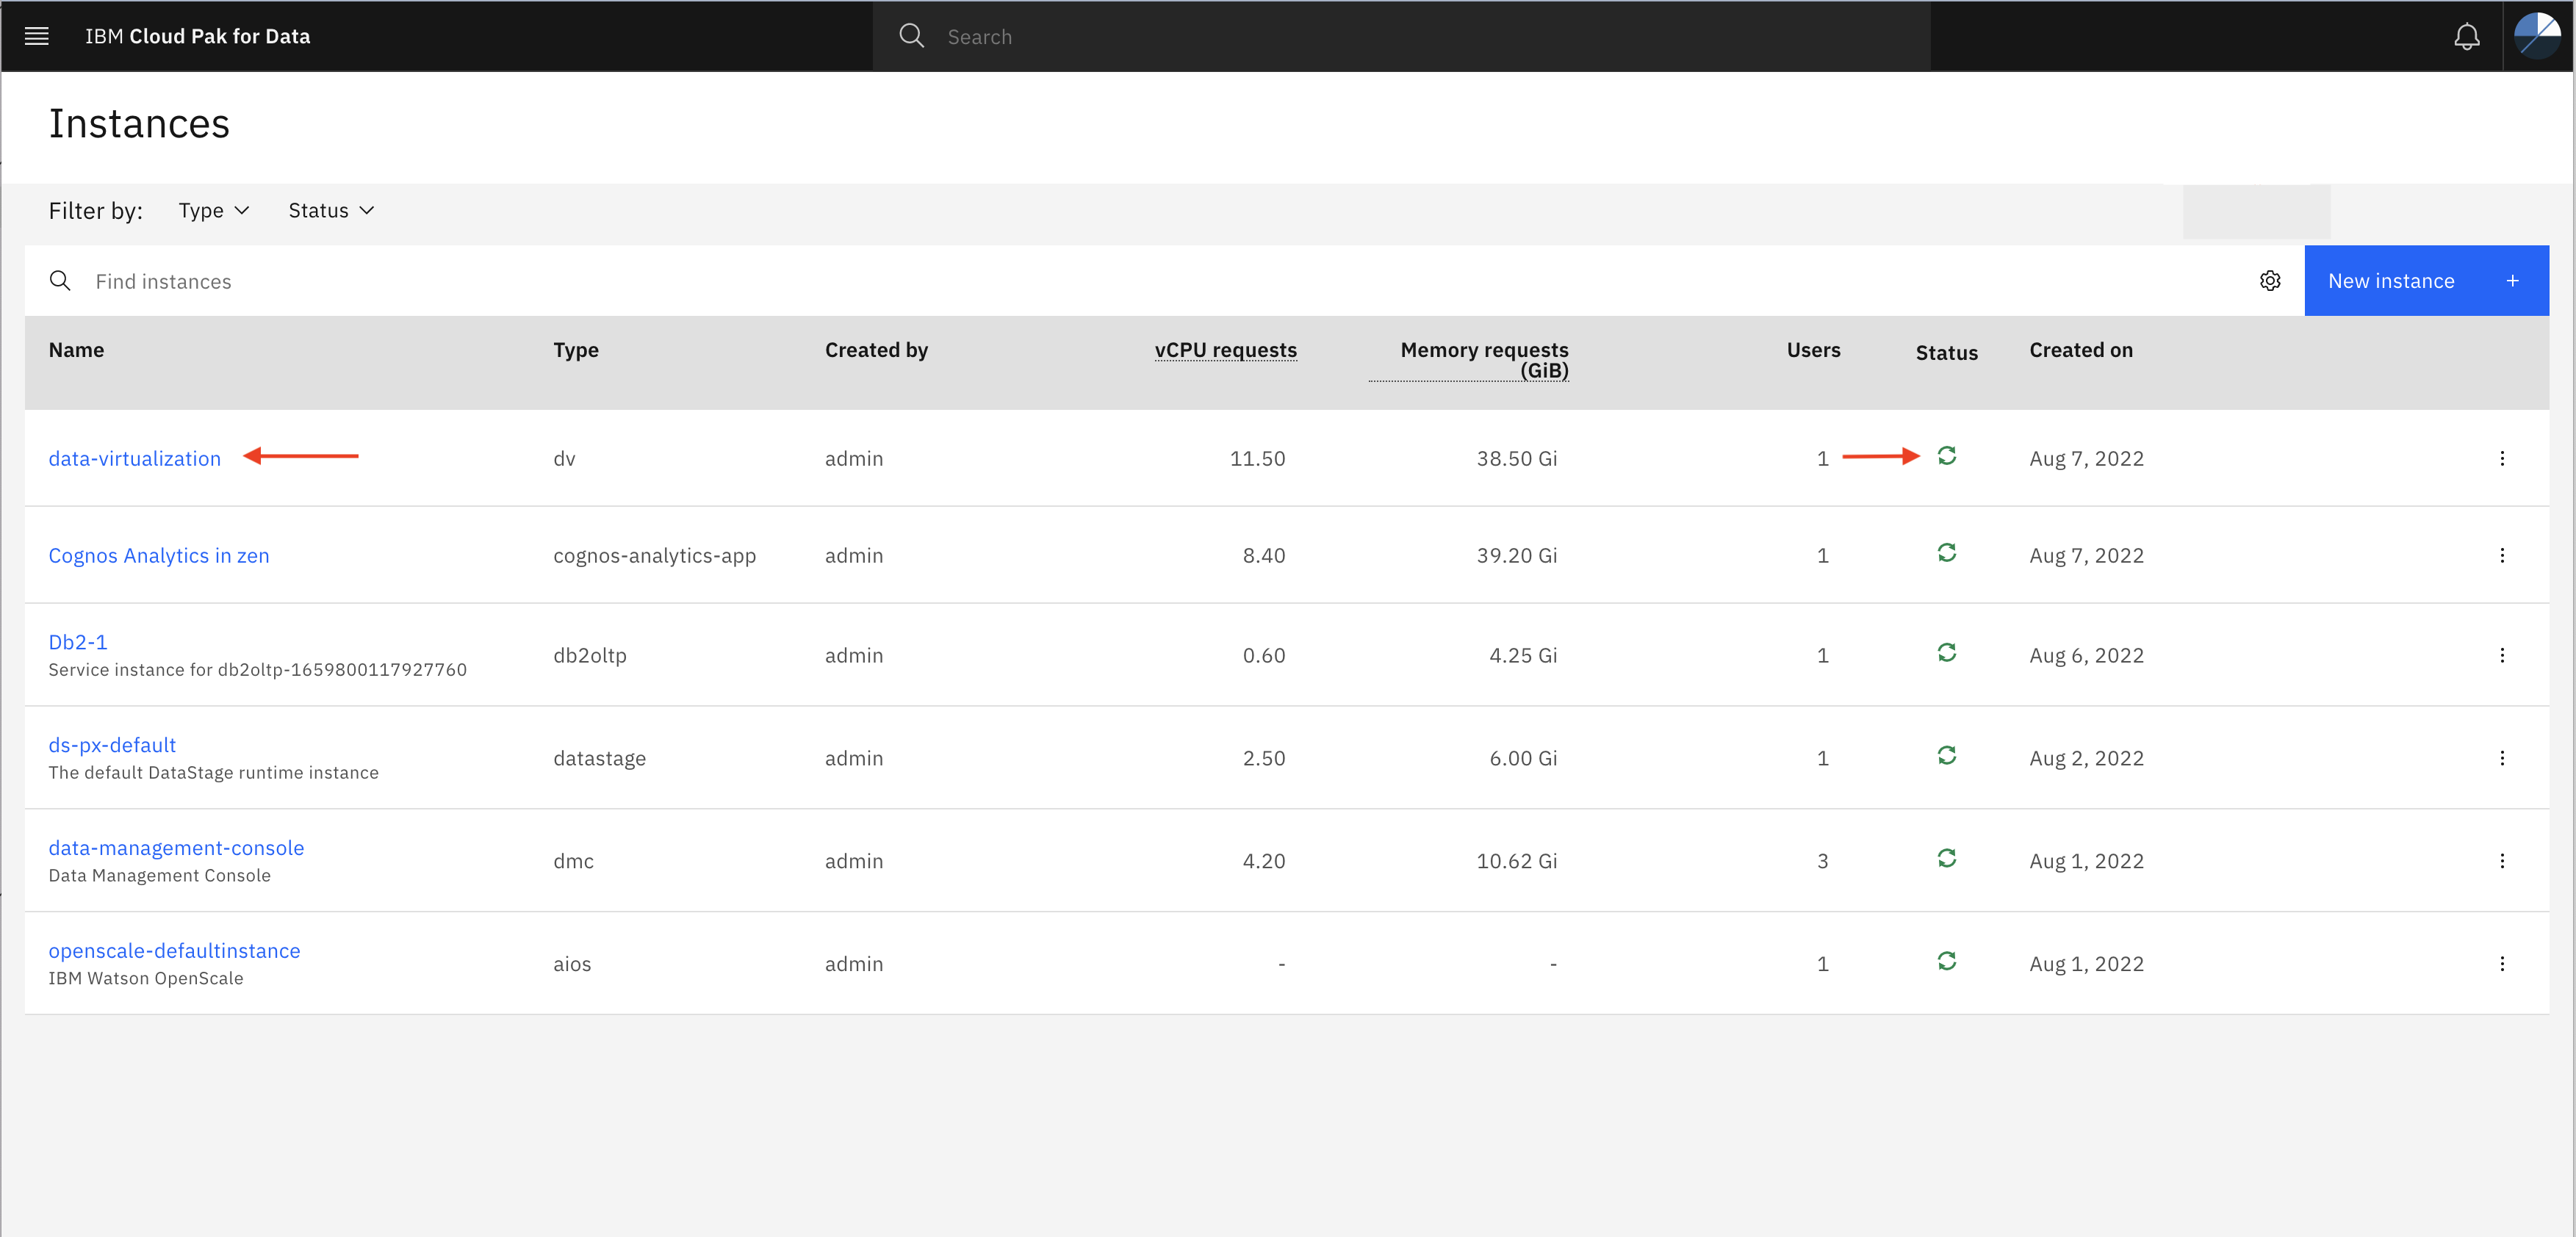 IBM Cloud Pak for Data
Search
Instances
Filter by: Type Status
Find instances
New instance +
Name Type Created by vCPU requests Memory requests (GiB) Users Status Created on
data-virtualization dv admin 11.50 38.50 Gi 1 Aug 7, 2022
Cognos Analytics in zen cognos-analytics-app admin 8.40 39.20 Gi 1 Aug 7, 2022
Db2-1
Service instance for db2oltp-1659800117927760
db2oltp admin 0.60 4.25 Gi 1 Aug 6, 2022
ds-px-default
The default DataStage runtime instance
datastage admin 2.50 6.00 Gi 1 Aug 2, 2022
data-management-console
Data Management Console
dmc admin 4.20 10.62 Gi 3 Aug 1, 2022
openscale-defaultinstance
IBM Watson OpenScale
aios admin - - 1 Aug 1, 2022